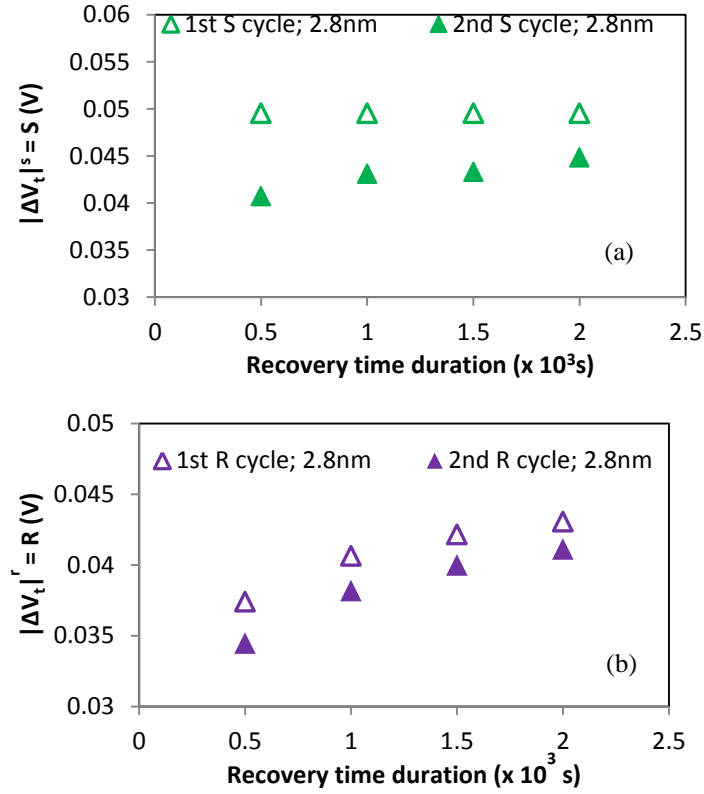 0.06
△ 1st S cycle; 2.8nm ▲ 2nd S cycle; 2.8nm
0.055
0.05
0.045
0.04
0.035
(a)
0.03
0 0.5 1 1.5 2 2.5
|ΔV_t|^s = S (V)
Recovery time duration (x 10³s)
0.05
△ 1st R cycle; 2.8nm ▲ 2nd R cycle; 2.8nm
0.045
0.04
0.035
(b)
0.03
0 0.5 1 1.5 2 2.5
|ΔV_t|^r = R (V)
Recovery time duration (x 10³ s)